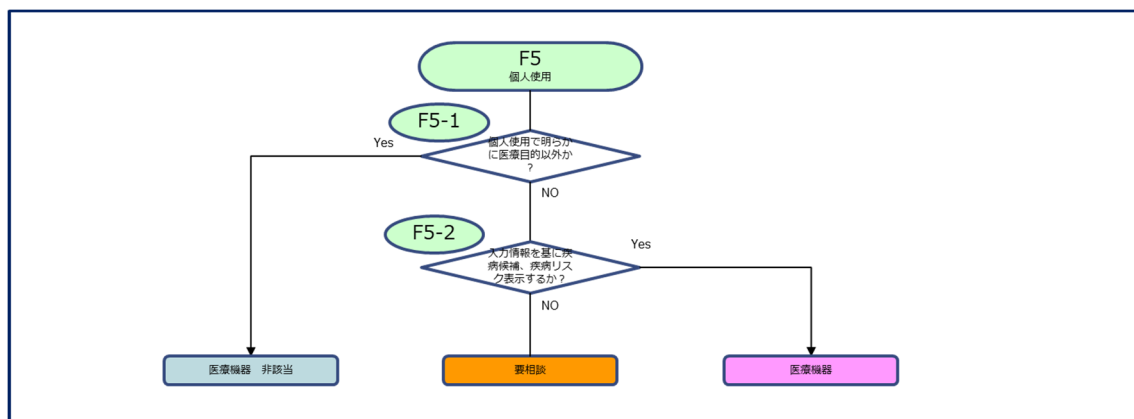 F5
個人使用
F5-1
Yes
個人使用で明らか
に医療目的以外か
?
NO
F5-2
入力情報を基に疾
病候補、疾病リス
ク表示するか？
Yes
NO
医療機器　非該当
要相談
医療機器